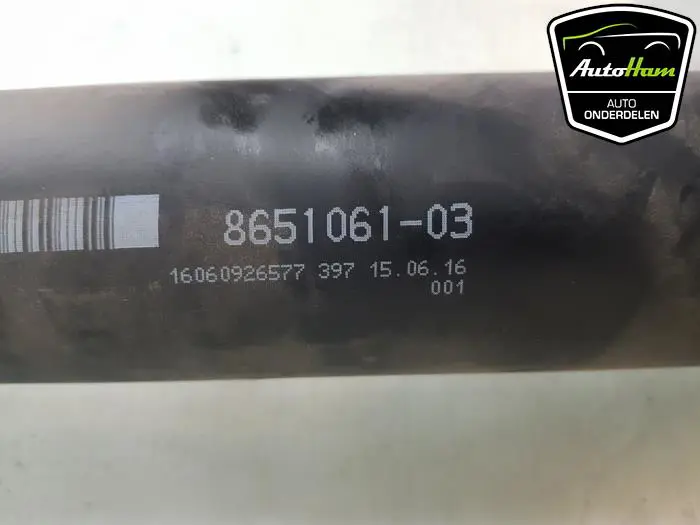 AutoHam
AUTO
ONDERDELEN
8651061-03
16060926577 397 15.06.16
001